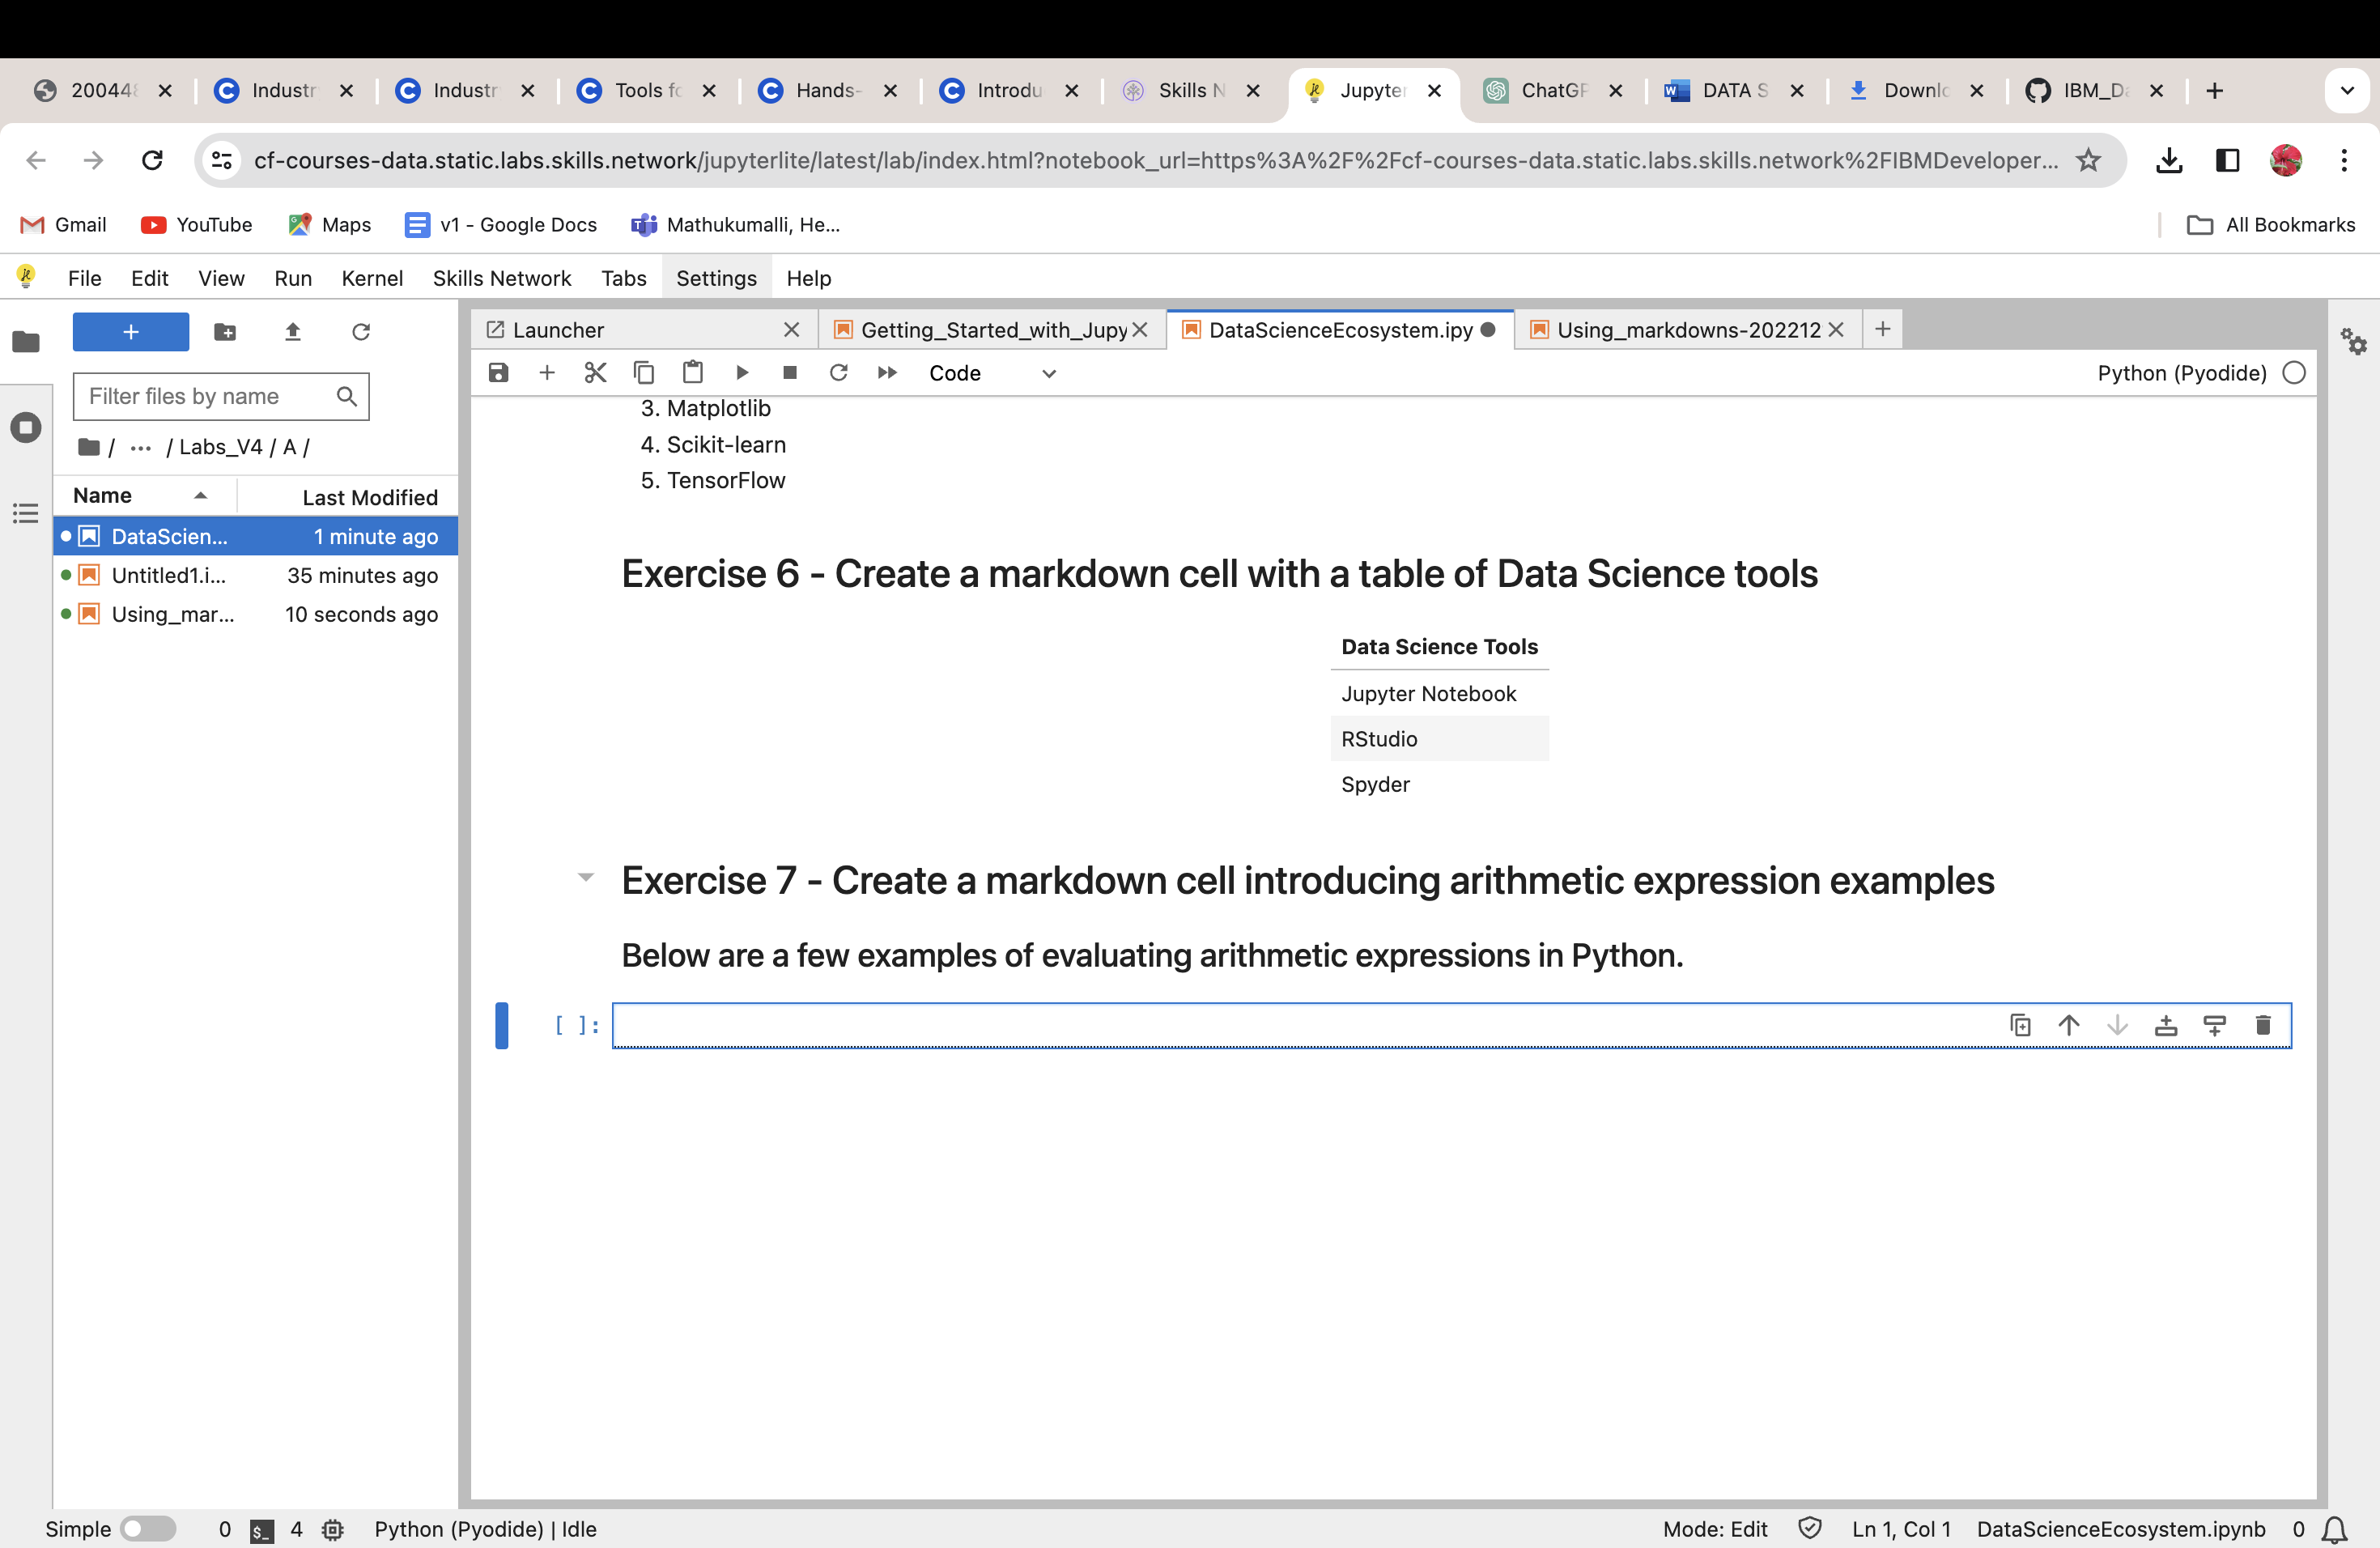 200448
Industr
Industr
Tools fo
Hands-
Introdu
Skills N
Jupyter
ChatGP
DATA S
Downlo
IBM_Da
cf-courses-data.static.labs.skills.network/jupyterlite/latest/lab/index.html?notebook_url=https%3A%2F%2Fcf-courses-data.static.labs.skills.network%2FIBMDeveloper...
Gmail
YouTube
Maps
v1 - Google Docs
Mathukumalli, He...
All Bookmarks
File Edit View Run Kernel Skills Network Tabs Settings Help
Launcher
Getting_Started_with_Jupy
DataScienceEcosystem.ipy
Using_markdowns-202212
Code
Python (Pyodide)
Filter files by name
/ ... / Labs_V4 / A /
Name
Last Modified
DataScien... 1 minute ago
Untitled1.i... 35 minutes ago
Using_mar... 10 seconds ago
3. Matplotlib
4. Scikit-learn
5. TensorFlow
Exercise 6 - Create a markdown cell with a table of Data Science tools
Data Science Tools
Jupyter Notebook
RStudio
Spyder
Exercise 7 - Create a markdown cell introducing arithmetic expression examples
Below are a few examples of evaluating arithmetic expressions in Python.
[ ]:
Simple
0
$_
4
Python (Pyodide) | Idle
Mode: Edit
Ln 1, Col 1
DataScienceEcosystem.ipynb
0